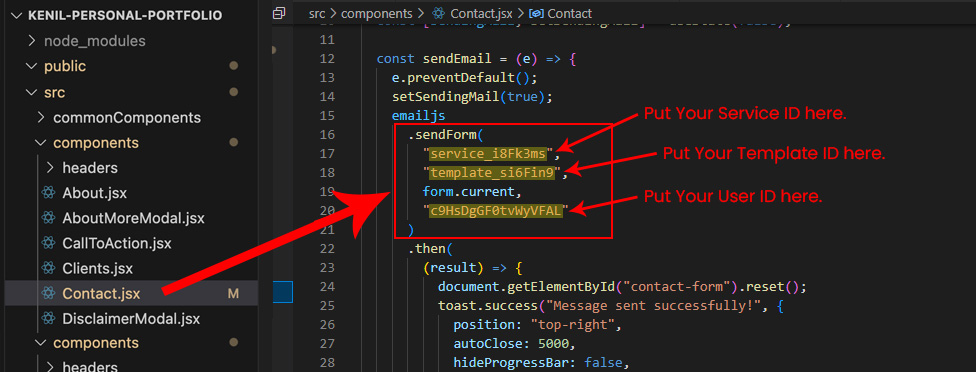 KENIL-PERSONAL-PORTFOLIO
node_modules
public
src
commonComponents
components
headers
About.jsx
AboutMoreModal.jsx
CallToAction.jsx
Clients.jsx
Contact.jsx M
DisclaimerModal.jsx
components
headers
src > components > Contact.jsx > Contact
11
12 const sendEmail = (e) => {
13 e.preventDefault();
14 setSendingMail(true);
15 emailjs
16 .sendForm(
17 "service_i8Fk3ms", Put Your Service ID here.
18 "template_si6Fin9", Put Your Template ID here.
19 form.current,
20 "c9HsDgGF0tvWyVFAL" Put Your User ID here.
21 )
22 .then(
23 (result) => {
24 document.getElementById("contact-form").reset();
25 toast.success("Message sent successfully!", {
26 position: "top-right",
27 autoClose: 5000,
28 hideProgressBar: false,